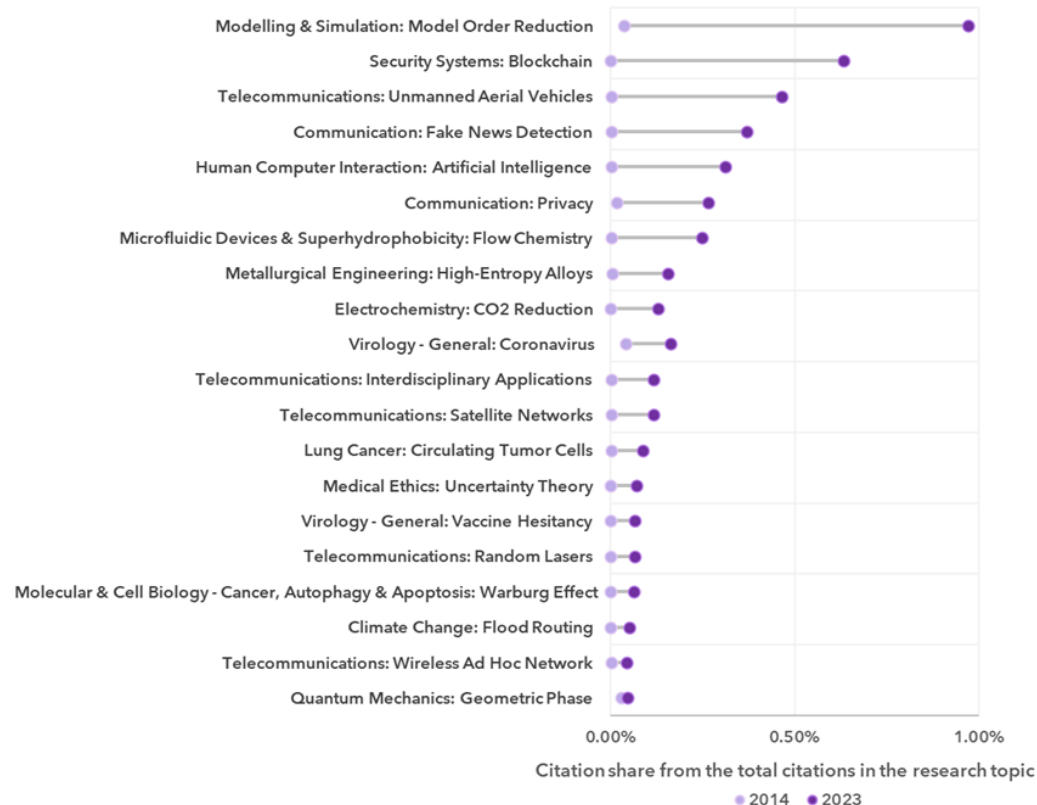 Modelling & Simulation: Model Order Reduction
Security Systems: Blockchain
Telecommunications: Unmanned Aerial Vehicles
Communication: Fake News Detection
Human Computer Interaction: Artificial Intelligence
Communication: Privacy
Microfluidic Devices & Superhydrophobicity: Flow Chemistry
Metallurgical Engineering: High-Entropy Alloys
Electrochemistry: CO2 Reduction
Virology - General: Coronavirus
Telecommunications: Interdisciplinary Applications
Telecommunications: Satellite Networks
Lung Cancer: Circulating Tumor Cells
Medical Ethics: Uncertainty Theory
Virology - General: Vaccine Hesitancy
Telecommunications: Random Lasers
Molecular & Cell Biology - Cancer, Autophagy & Apoptosis: Warburg Effect
Climate Change: Flood Routing
Telecommunications: Wireless Ad Hoc Network
Quantum Mechanics: Geometric Phase
0.00% 0.50% 1.00%
Citation share from the total citations in the research topic
2014 2023